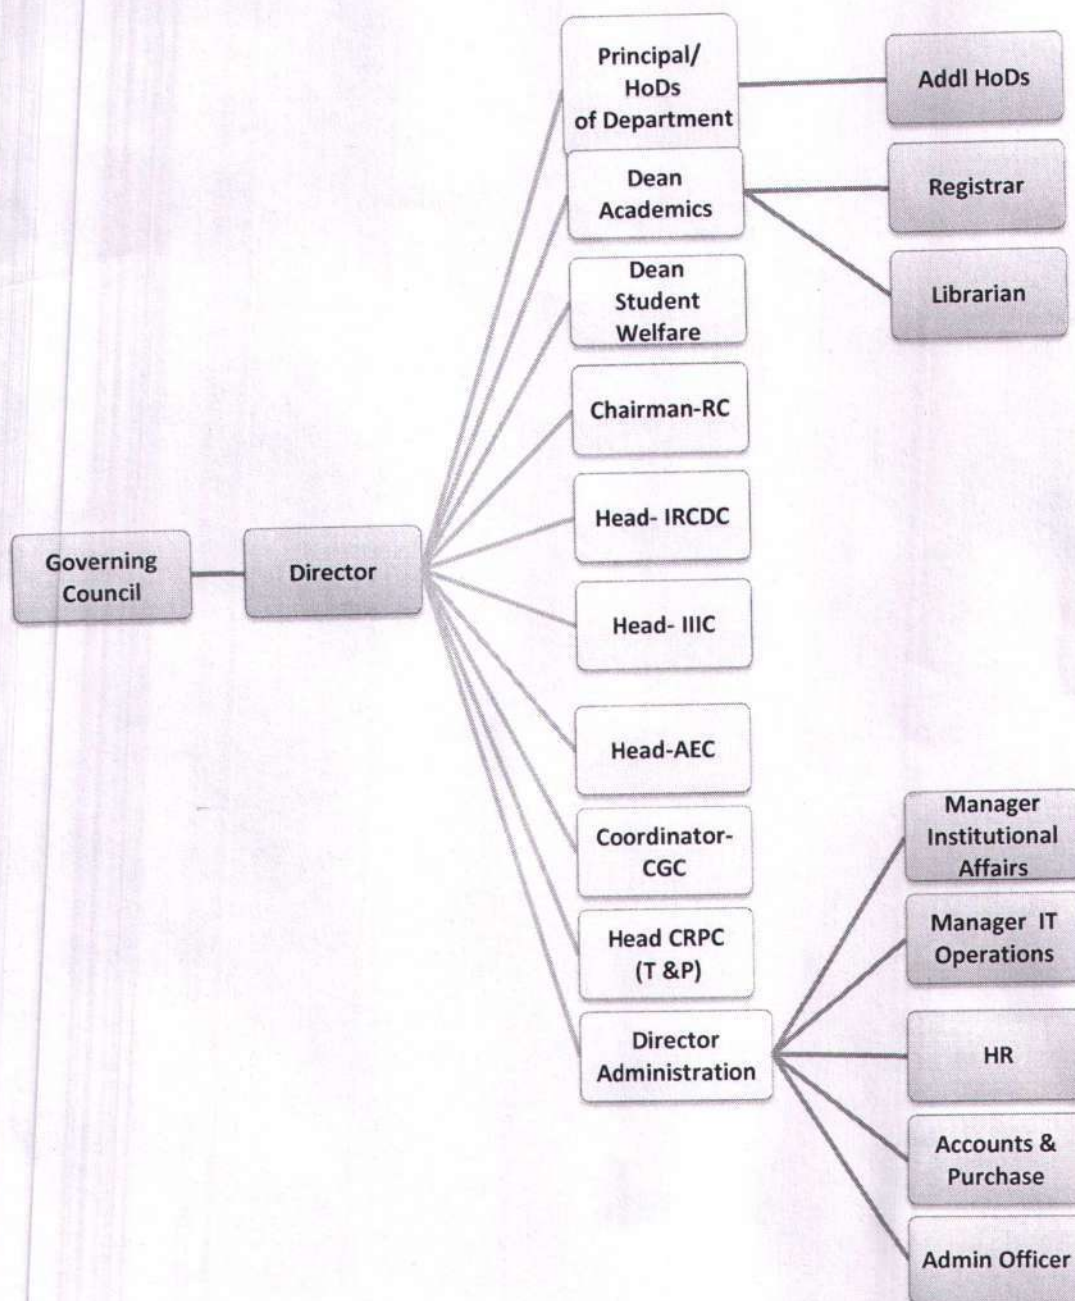 Principal/
HoDs
of Department
Addl HoDs
Dean
Academics
Registrar
Librarian
Dean
Student
Welfare
Chairman-RC
Head- IRCDC
Governing
Council
Director
Head- IIIC
Head-AEC
Coordinator-
CGC
Head CRPC
(T &P)
Director
Administration
Manager
Institutional
Affairs
Manager IT
Operations
HR
Accounts &
Purchase
Admin Officer